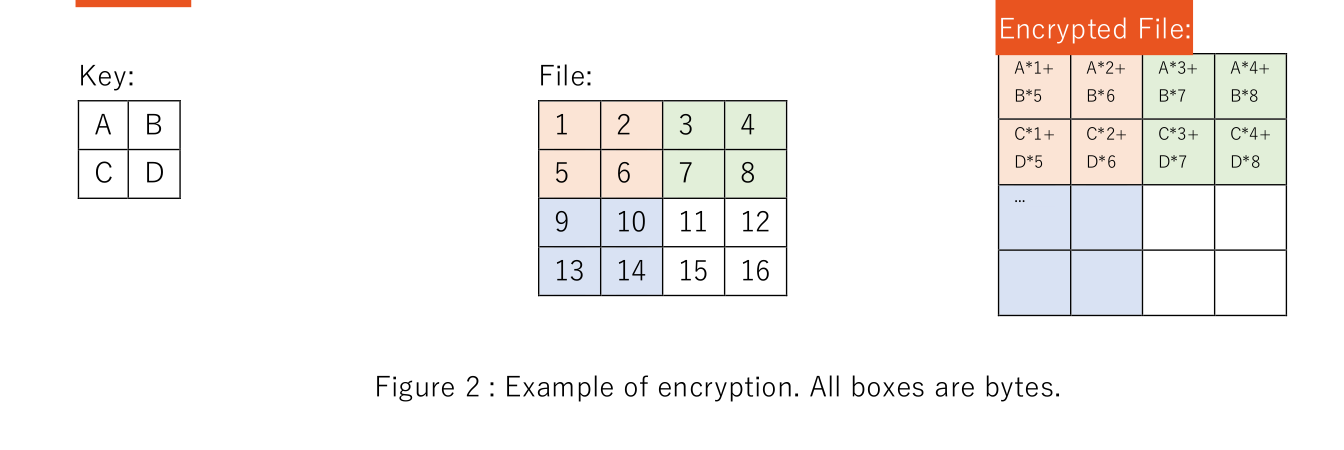 Encrypted File:
Key:
A B
C D
File:
1 2 3 4
5 6 7 8
9 10 11 12
13 14 15 16
A*1+ A*2+ A*3+ A*4+
B*5 B*6 B*7 B*8
C*1+ C*2+ C*3+ C*4+
D*5 D*6 D*7 D*8
...
Figure 2 : Example of encryption. All boxes are bytes.